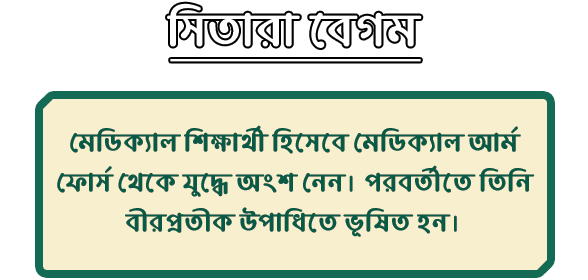 সিতারা বেগম
মেডিক্যাল শিক্ষার্থী হিসেবে মেডিক্যাল আর্ম
ফোর্স থেকে যুদ্ধে অংশ নেন। পরবর্তীতে তিনি
বীরপ্রতীক উপাধিতে ভূষিত হন।